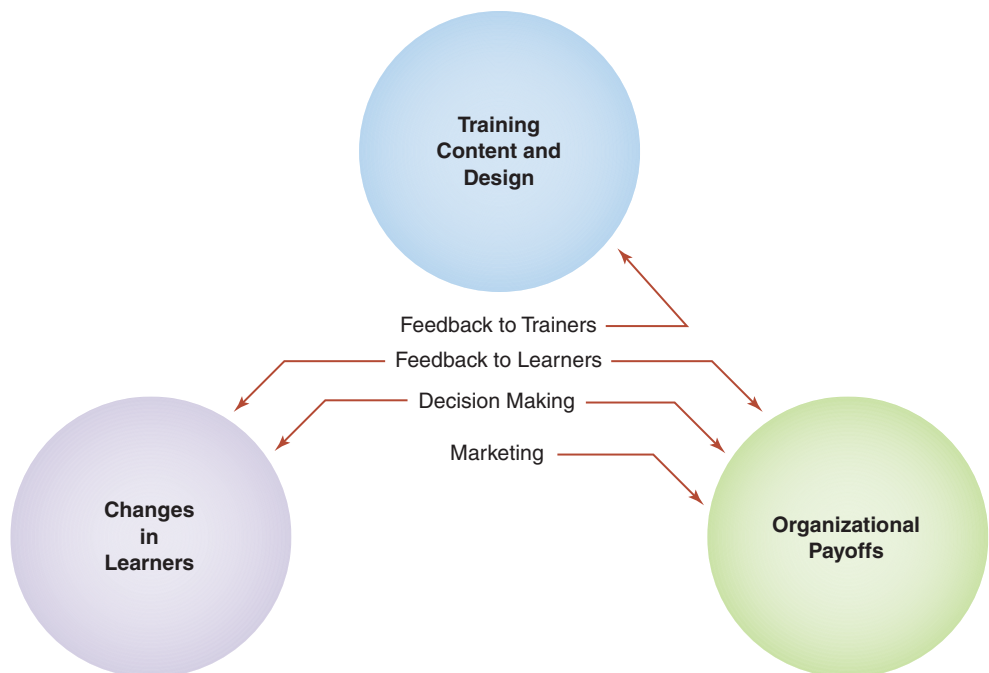 Training
Content and
Design
Feedback to Trainers
Feedback to Learners
Decision Making
Marketing
Changes
in
Learners
Organizational
Payoffs